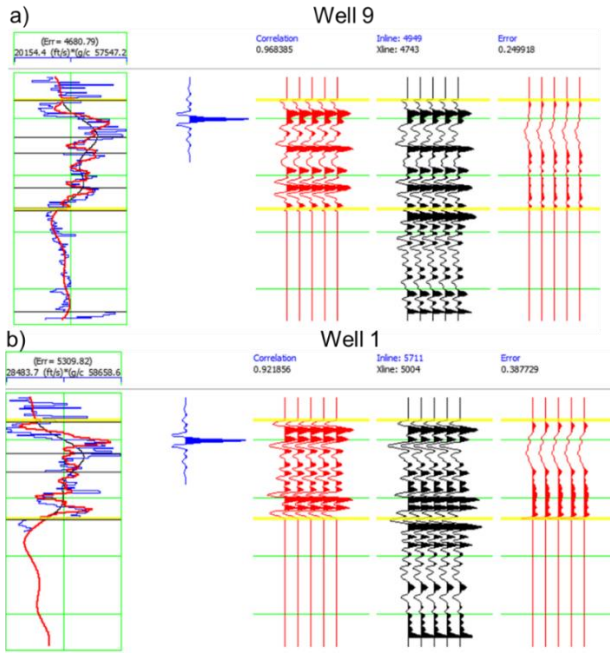 a)
Well 9
(Err= 4680.79)
20154.4 (ft/s)*(g/c 57547.2
Correlation
0.968385
Inline: 4949
Xline: 4743
Error
0.249918
b)
Well 1
(Err= 5309.82)
28483.7 (ft/s)*(g/c 58658.6
Correlation
0.921856
Inline: 5711
Xline: 5004
Error
0.387729